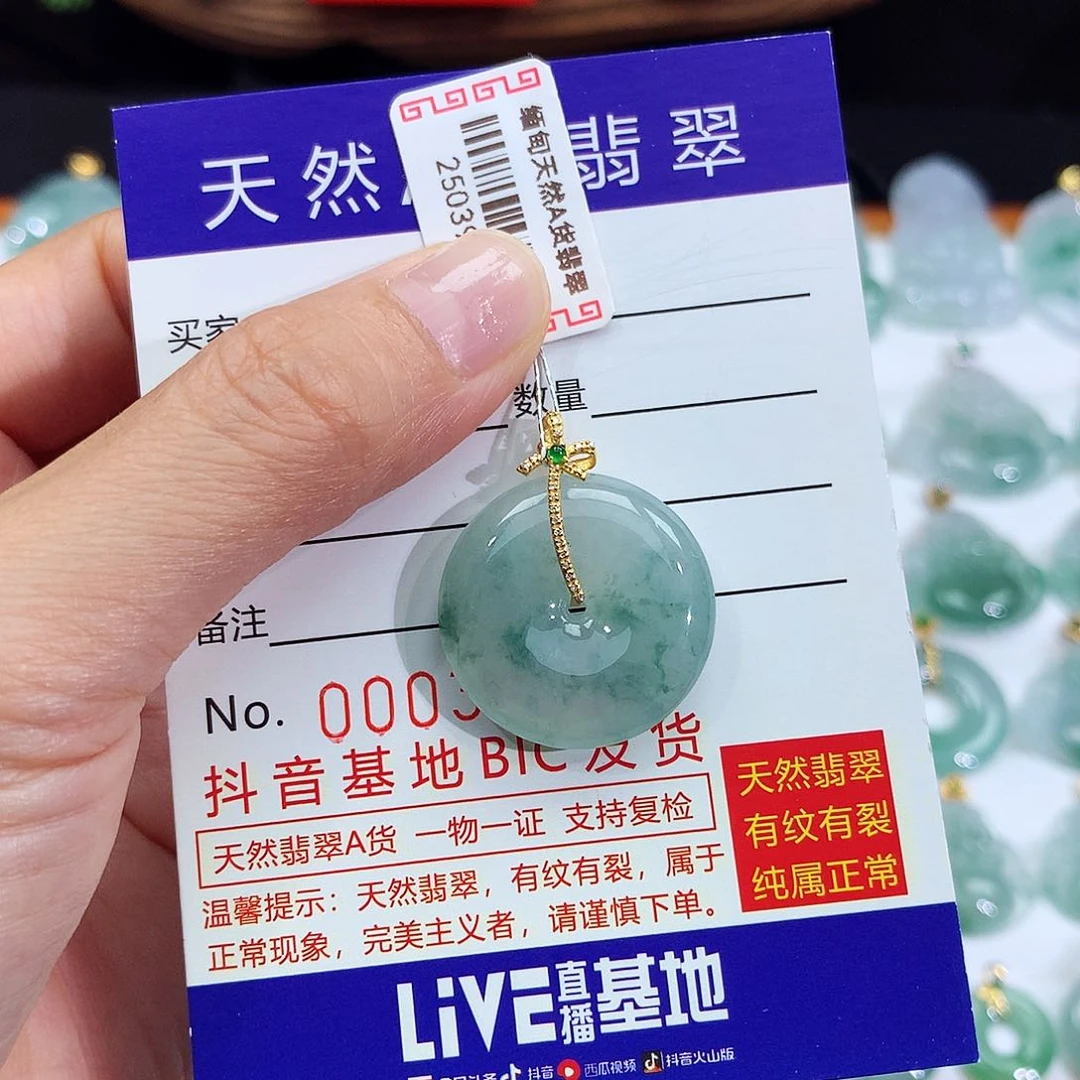 天然 翡翠
缅甸天然A货翡翠
2503
买家
数量
备注
No. 0003
抖音基地BIC发货
天然翡翠A货 一物一证 支持复检
天然翡翠
有纹有裂
纯属正常
温馨提示：天然翡翠，有纹有裂，属于
正常现象，完美主义者，请谨慎下单。
LiVE直播基地
抖音 西瓜视频 抖音火山版